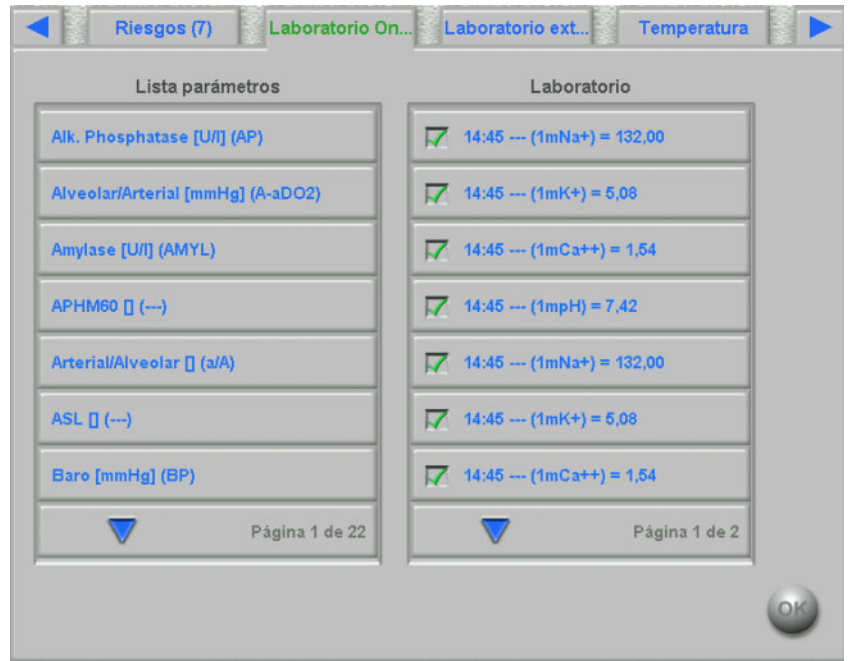 Riesgos (7)
Laboratorio On...
Laboratorio ext...
Temperatura
Lista parámetros
Alk. Phosphatase [U/l] (AP)
Alveolar/Arterial [mmHg] (A-aDO2)
Amylase [U/l] (AMYL)
APHM60 [] (---)
Arterial/Alveolar [] (a/A)
ASL [] (---)
Baro [mmHg] (BP)
Página 1 de 22
Laboratorio
14:45 --- (1mNa+) = 132,00
14:45 --- (1mK+) = 5,08
14:45 --- (1mCa++) = 1,54
14:45 --- (1mpH) = 7,42
14:45 --- (1mNa+) = 132,00
14:45 --- (1mK+) = 5,08
14:45 --- (1mCa++) = 1,54
Página 1 de 2
OK